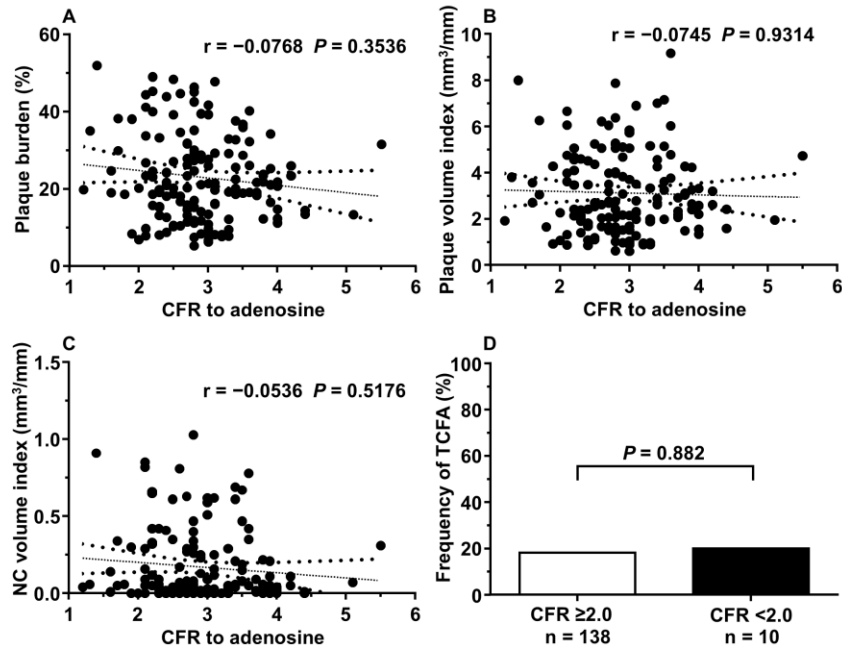 A
r = −0.0768 P = 0.3536
Plaque burden (%)
60
40
20
0
1 2 3 4 5 6
CFR to adenosine
B
r = −0.0745 P = 0.9314
Plaque volume index (mm³/mm)
10
8
6
4
2
0
1 2 3 4 5 6
CFR to adenosine
C
r = −0.0536 P = 0.5176
NC volume index (mm³/mm)
1.5
1.0
0.5
0.0
1 2 3 4 5 6
CFR to adenosine
D
Frequency of TCFA (%)
100
80
60
40
20
0
P = 0.882
CFR ≥2.0 CFR <2.0
n = 138 n = 10